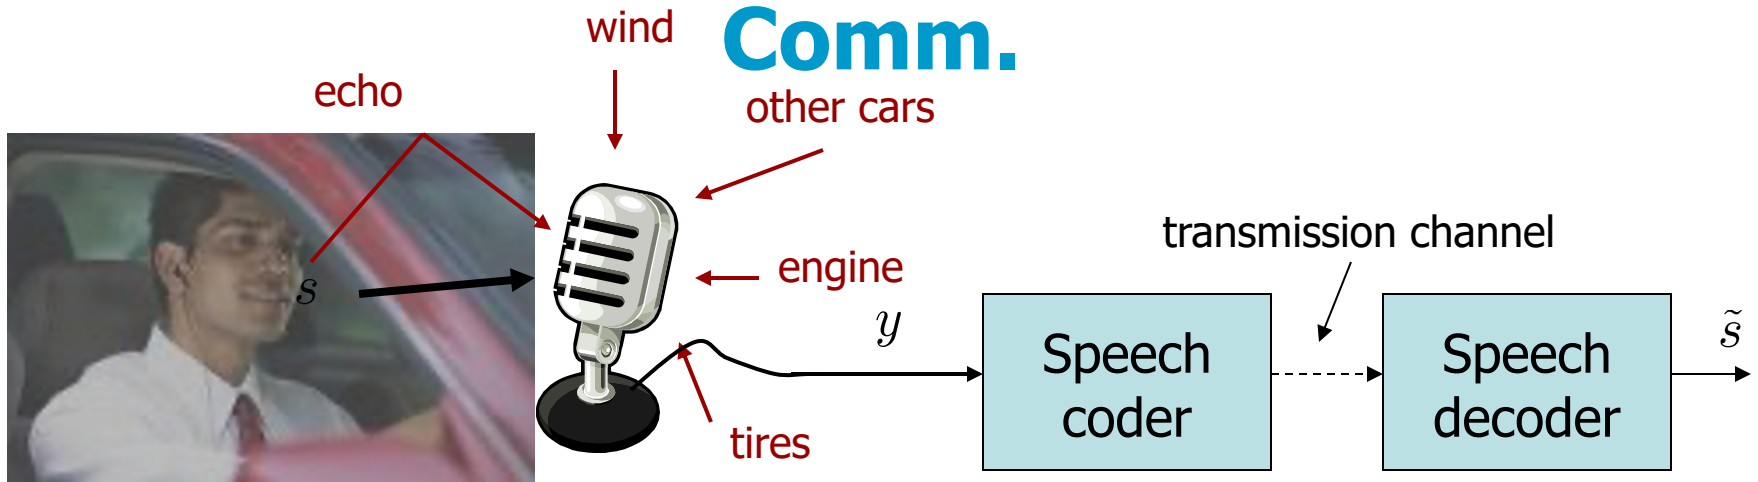 wind
Comm.
echo
other cars
transmission channel
engine
s
y
s̃
Speech
coder
Speech
decoder
tires